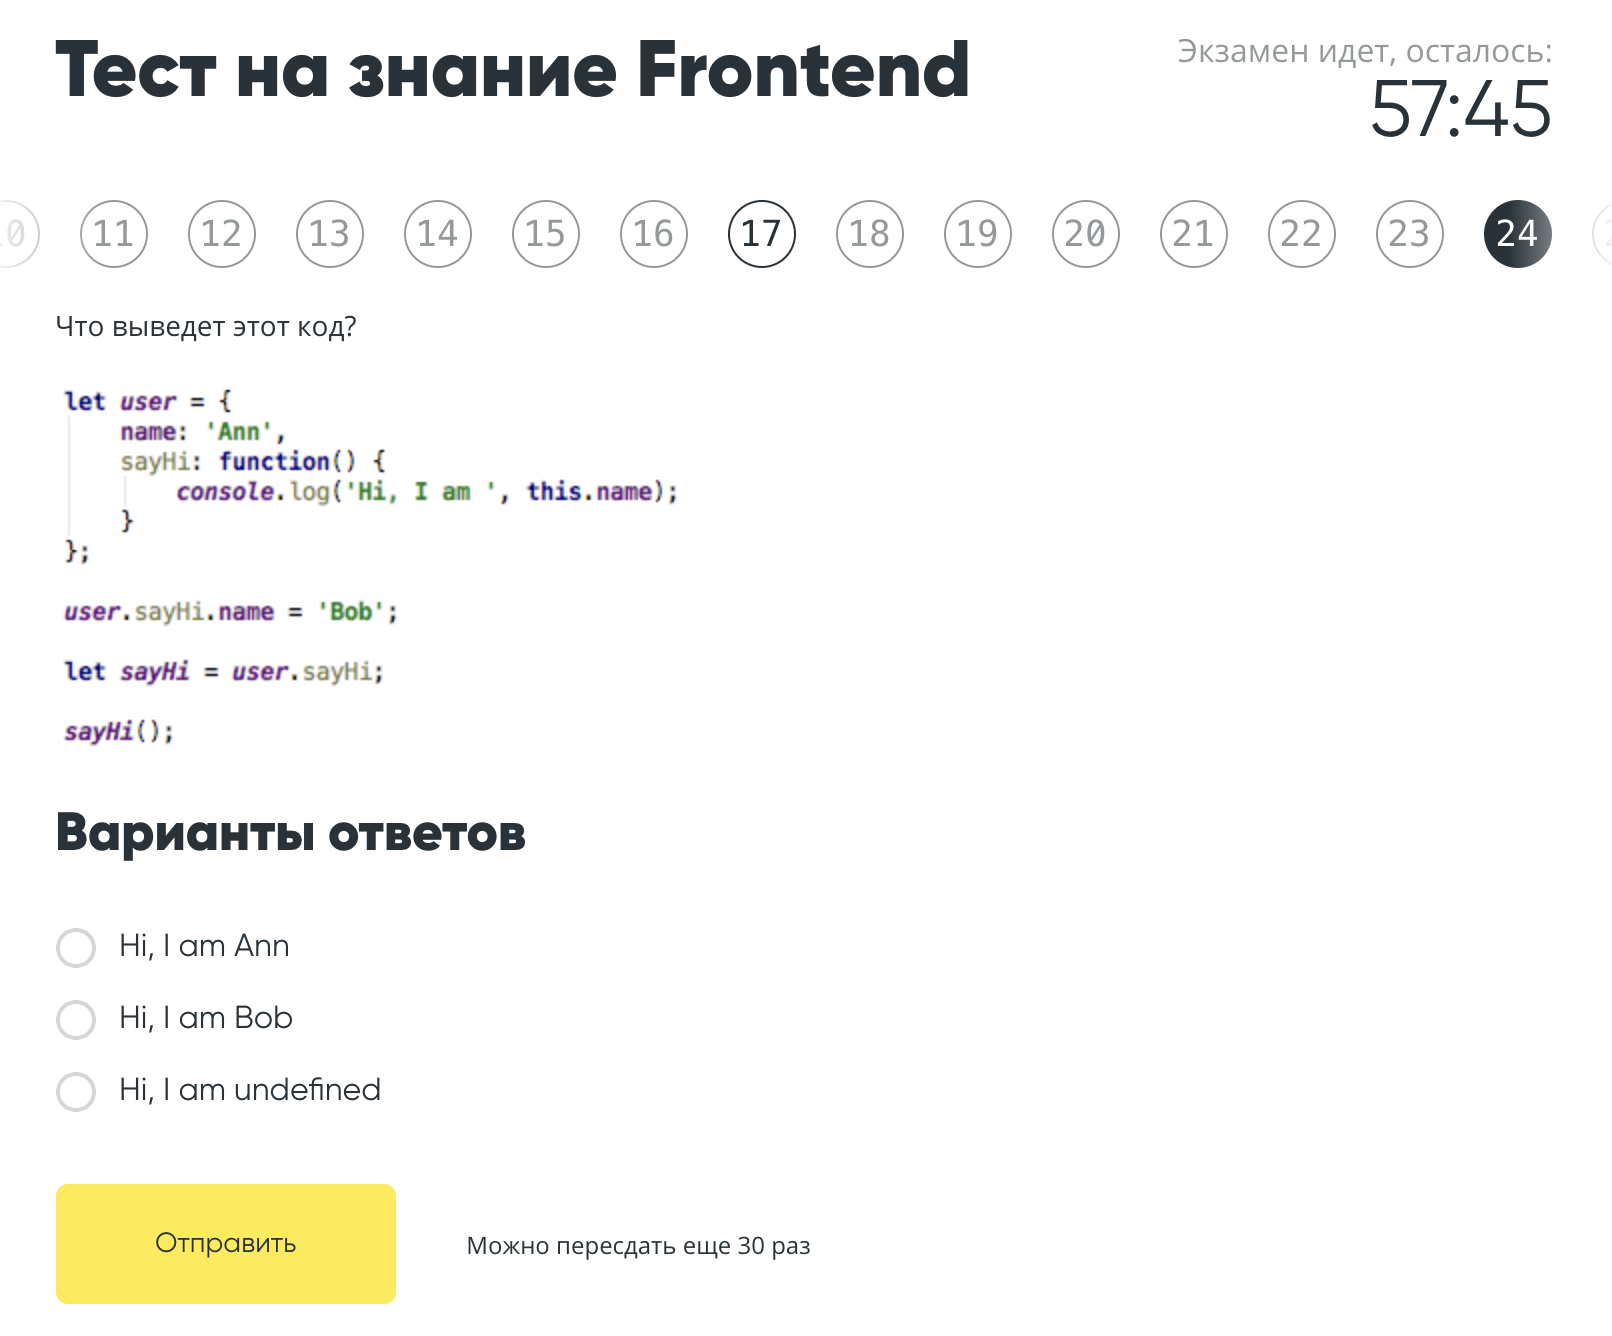 Тест на знание Frontend
Экзамен идет, осталось:
57:45
0 11 12 13 14 15 16 17 18 19 20 21 22 23 24 2
Что выведет этот код?
let user = {
    name: 'Ann',
    sayHi: function() {
        console.log('Hi, I am ', this.name);
    }
};
user.sayHi.name = 'Bob';
let sayHi = user.sayHi;
sayHi();
Варианты ответов
Hi, I am Ann
Hi, I am Bob
Hi, I am undefined
Отправить
Можно пересдать еще 30 раз